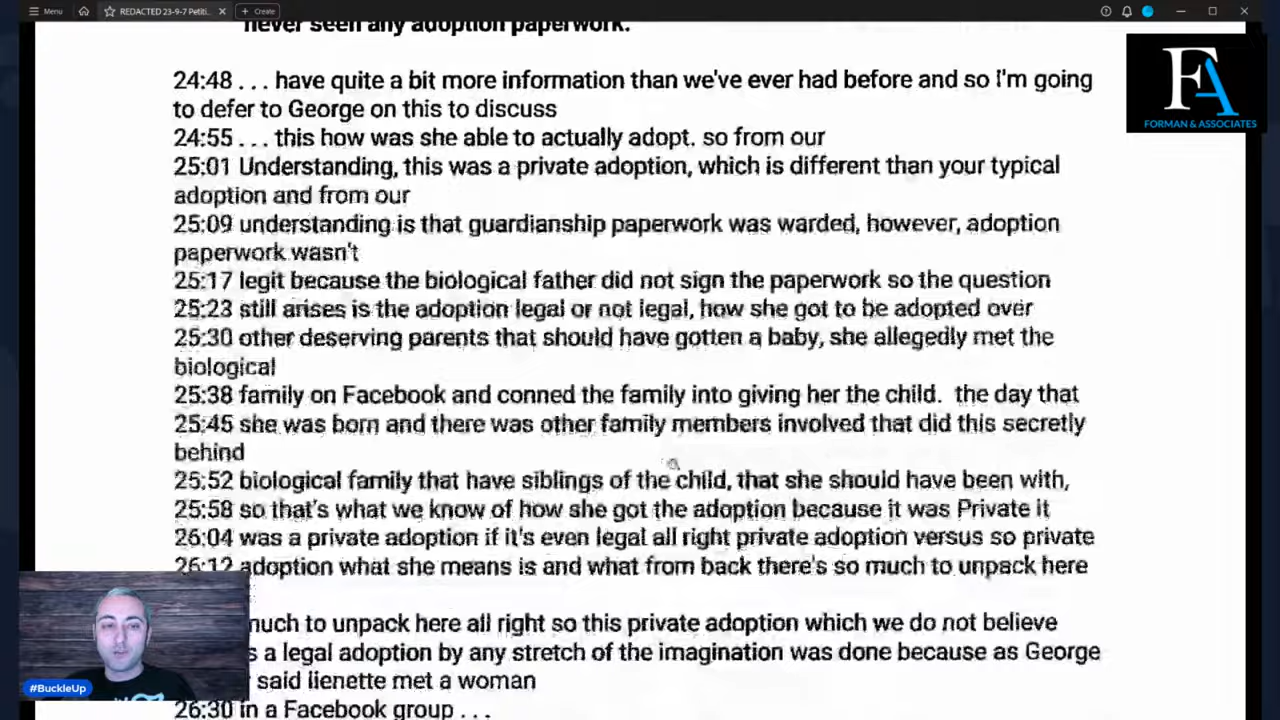 Menu
REDACTED 23-9-7 Petiti...
Create
never seen any adoption paperwork.
24:48 . . . have quite a bit more information than we've ever had before and so I'm going
to defer to George on this to discuss
24:55 . . . this how was she able to actually adopt. so from our
25:01 Understanding, this was a private adoption, which is different than your typical
adoption and from our
25:09 understanding is that guardianship paperwork was warded, however, adoption
paperwork wasn't
25:17 legit because the biological father did not sign the paperwork so the question
25:23 still arises is the adoption legal or not legal, how she got to be adopted over
25:30 other deserving parents that should have gotten a baby, she allegedly met the
biological
25:38 family on Facebook and conned the family into giving her the child. the day that
25:45 she was born and there was other family members involved that did this secretly
behind
25:52 biological family that have siblings of the child, that she should have been with,
25:58 so that's what we know of how she got the adoption because it was Private it
26:04 was a private adoption if it's even legal all right private adoption versus so private
26:12 adoption what she means is and what from back there's so much to unpack here
much to unpack here all right so this private adoption which we do not believe
s a legal adoption by any stretch of the imagination was done because as George
said lienette met a woman
26:30 in a Facebook group . . .
FA
FORMAN & ASSOCIATES
#BuckleUp